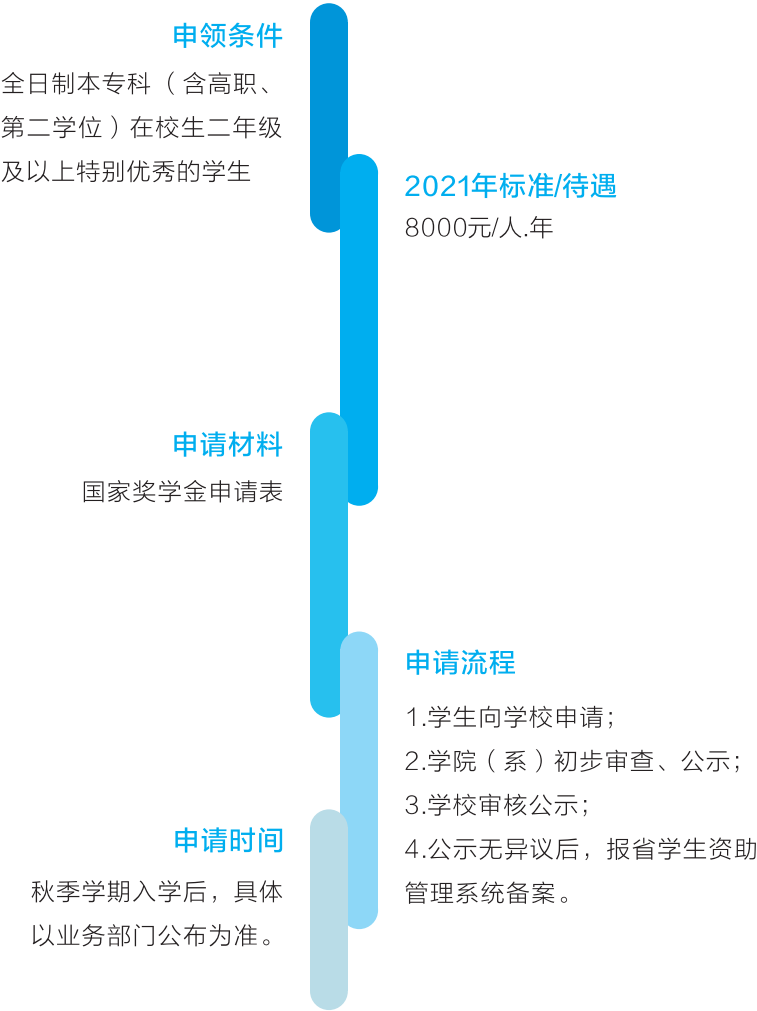 申领条件
全日制本专科（含高职、
第二学位）在校生二年级
及以上特别优秀的学生
2021年标准/待遇
8000元/人.年
申请材料
国家奖学金申请表
申请流程
1.学生向学校申请；
2.学院（系）初步审查、公示；
3.学校审核公示；
4.公示无异议后，报省学生资助
管理系统备案。
申请时间
秋季学期入学后，具体
以业务部门公布为准。